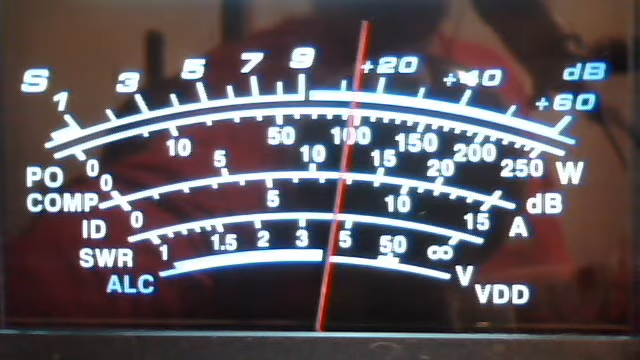 S 1 3 5 7 9 +20 +40 +60 dB
PO 0 10 50 100 150 200 250 W
COMP 0 5 10 15 20 dB
ID 0 5 10 15 A
SWR 1 1.5 2 3 5 50 ∞
ALC V VDD